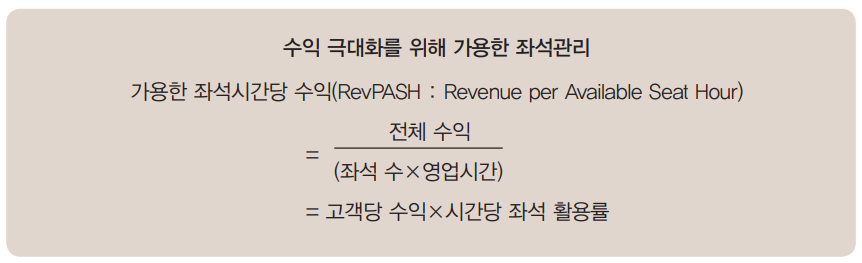 수익 극대화를 위해 가용한 좌석관리
가용한 좌석시간당 수익(RevPASH : Revenue per Available Seat Hour)
= 전체 수익
(좌석 수×영업시간)
= 고객당 수익×시간당 좌석 활용률